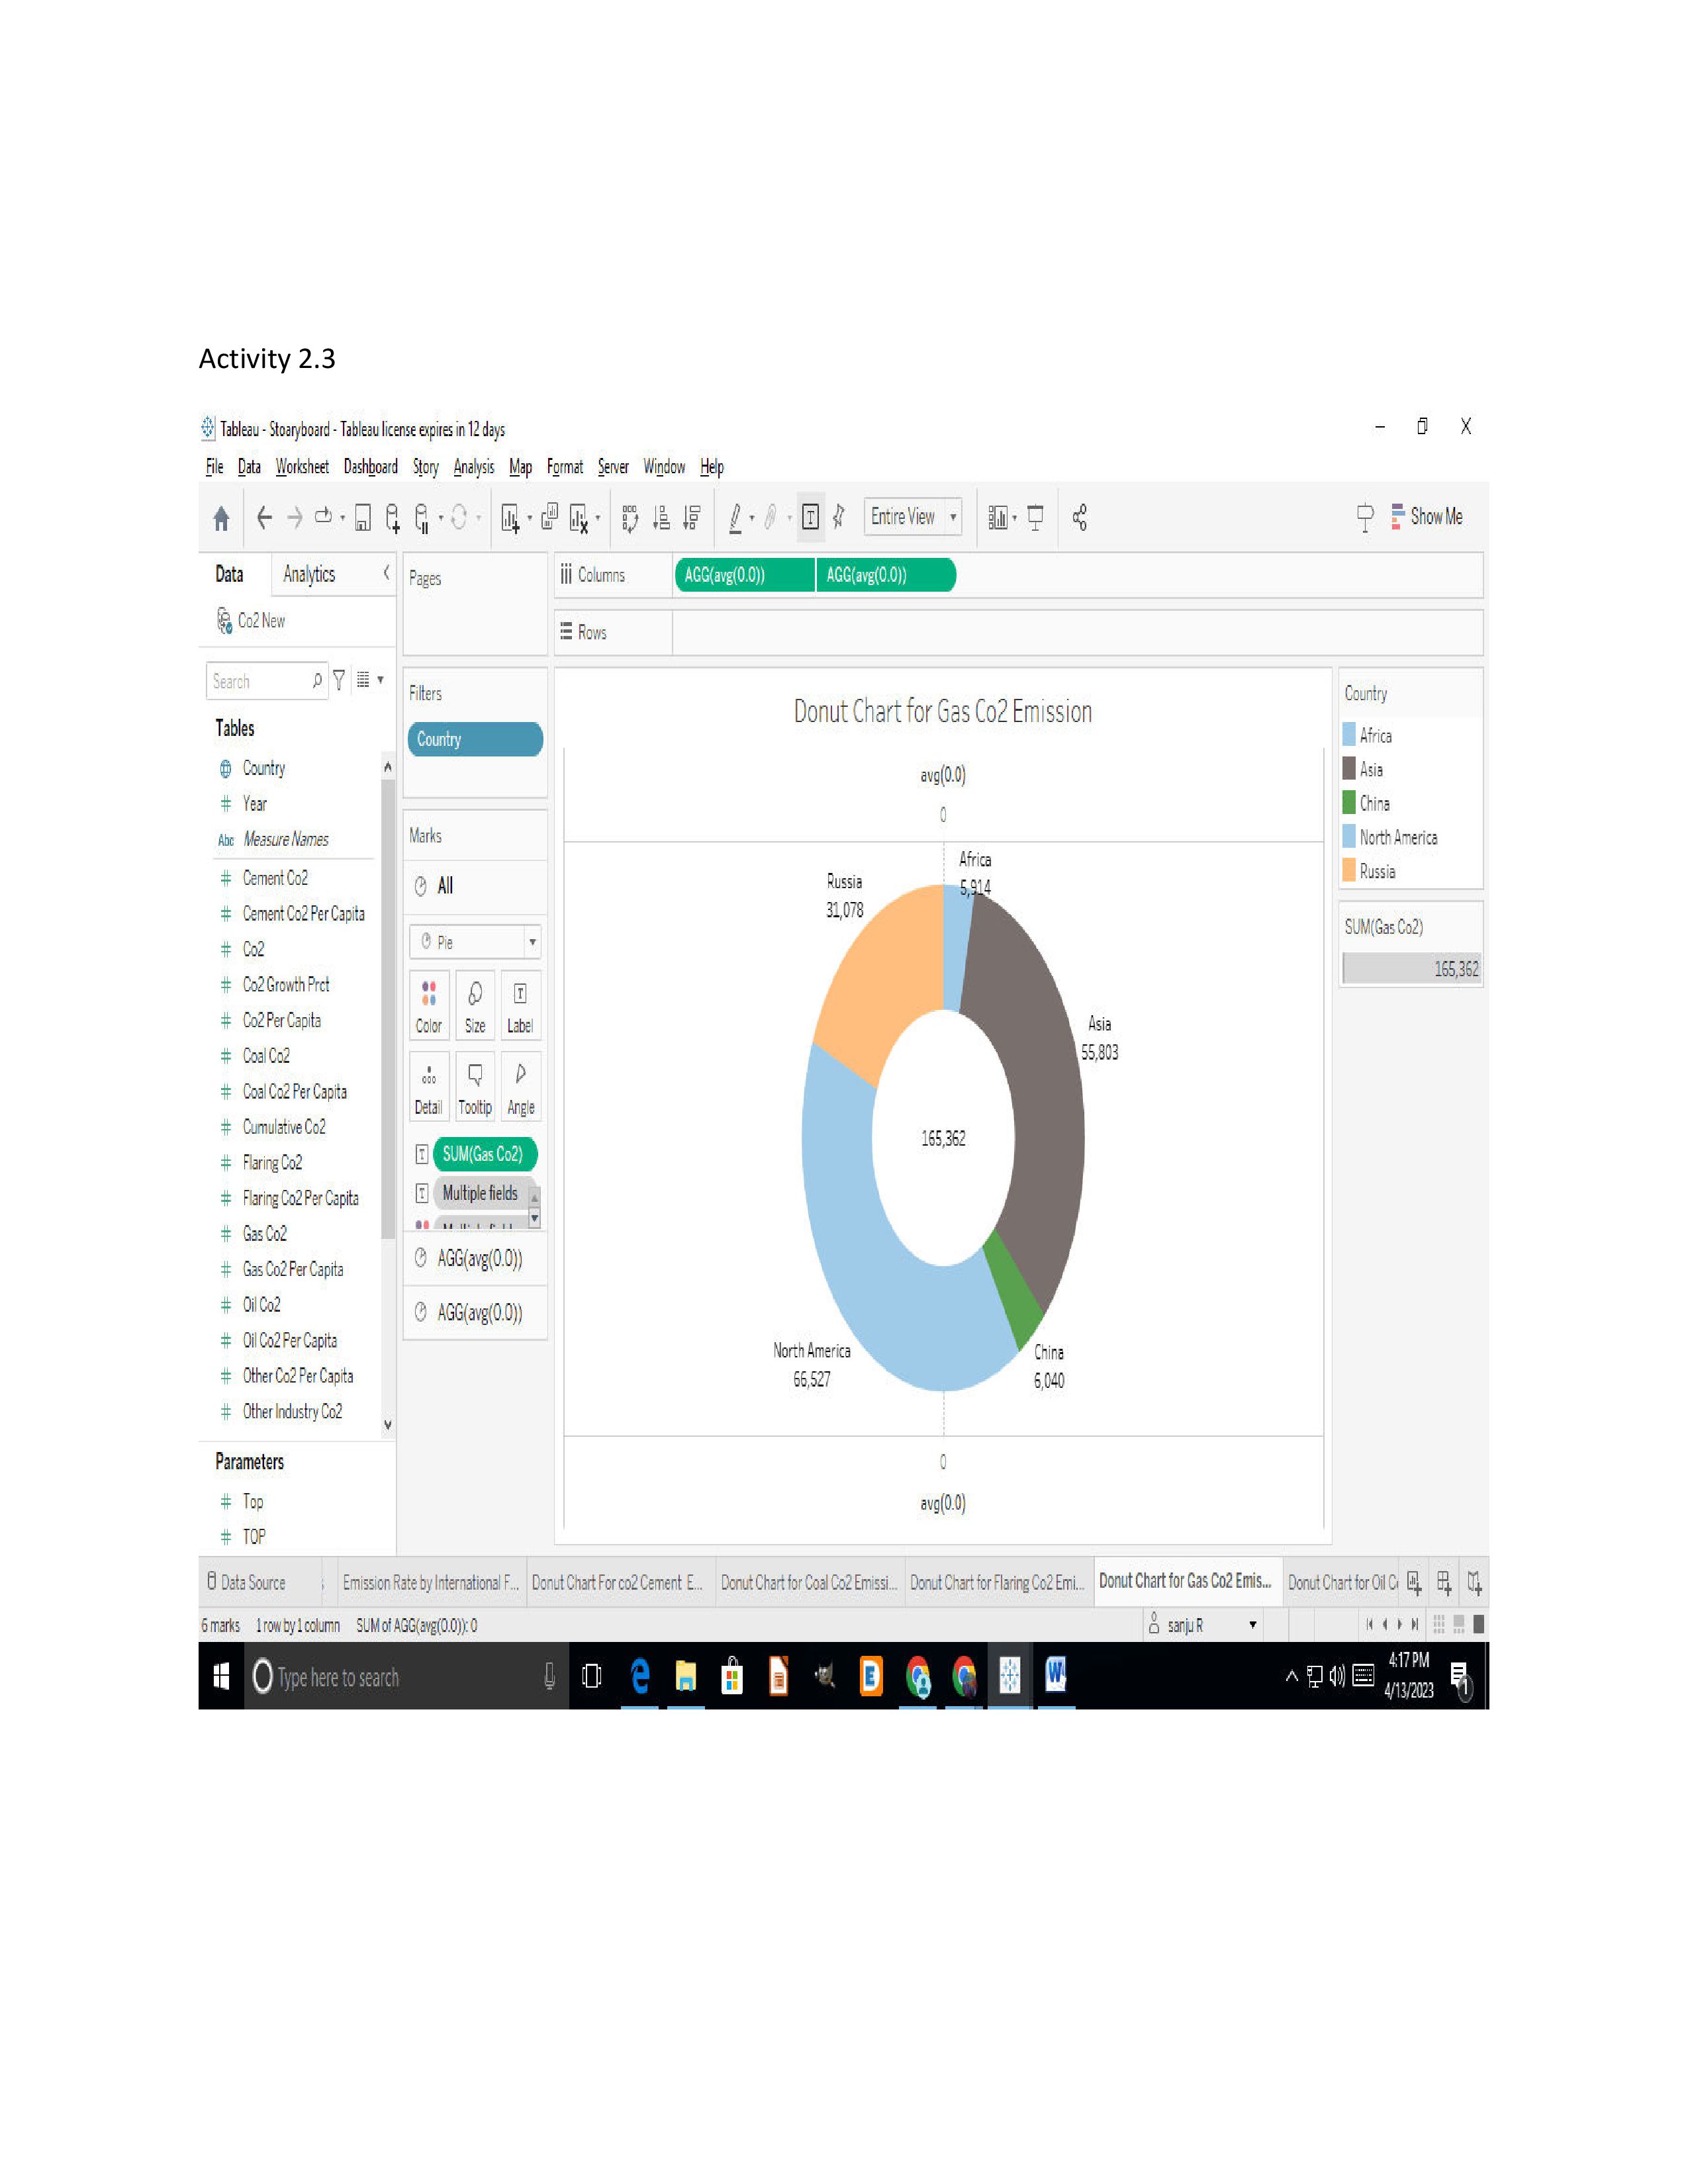 Activity 2.3
Tableau - Stoaryboard - Tableau license expires in 12 days
File Data Worksheet Dashboard Story Analysis Map Format Server Window Help
Entire View
Show Me
Data Analytics
Pages
Columns AGG(avg(0.0)) AGG(avg(0.0))
Co2 New
Rows
Search
Filters
Country
Tables
Country
Year
Abc Measure Names
Cement Co2
Cement Co2 Per Capita
Co2
Co2 Growth Prct
Co2 Per Capita
Coal Co2
Coal Co2 Per Capita
Cumulative Co2
Flaring Co2
Flaring Co2 Per Capita
Gas Co2
Gas Co2 Per Capita
Oil Co2
Oil Co2 Per Capita
Other Co2 Per Capita
Other Industry Co2
Parameters
Top
TOP
Marks
All
Pie
Color Size Label
Detail Tooltip Angle
SUM(Gas Co2)
Multiple fields
AGG(avg(0.0))
AGG(avg(0.0))
Donut Chart for Gas Co2 Emission
avg(0.0)
0
Africa
5,914
Russia
31,078
Asia
55,803
165,362
North America
66,527
China
6,040
0
avg(0.0)
Country
Africa
Asia
China
North America
Russia
SUM(Gas Co2)
165,362
Data Source Emission Rate by International F... Donut Chart For co2 Cement E... Donut Chart for Coal Co2 Emissi... Donut Chart for Flaring Co2 Emi... Donut Chart for Gas Co2 Emis... Donut Chart for Oil C
6 marks 1 row by 1 column SUM of AGG(avg(0.0)): 0 sanju R
Type here to search
4:17 PM
4/13/2023
1